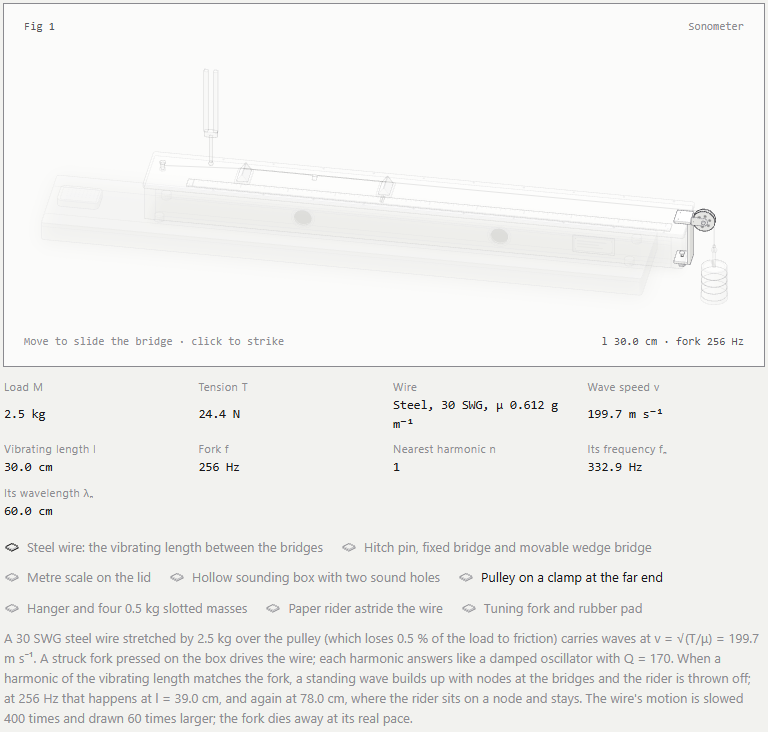 Fig 1
Sonometer
Move to slide the bridge · click to strike
l 30.0 cm · fork 256 Hz
Load M
Tension T
Wire
Wave speed v
2.5 kg
24.4 N
Steel, 30 SWG, μ 0.612 g
m⁻¹
199.7 m s⁻¹
Vibrating length l
Fork f
Nearest harmonic n
Its frequency fₙ
30.0 cm
256 Hz
1
332.9 Hz
Its wavelength λₙ
60.0 cm
Steel wire: the vibrating length between the bridges
Hitch pin, fixed bridge and movable wedge bridge
Metre scale on the lid
Hollow sounding box with two sound holes
Pulley on a clamp at the far end
Hanger and four 0.5 kg slotted masses
Paper rider astride the wire
Tuning fork and rubber pad
A 30 SWG steel wire stretched by 2.5 kg over the pulley (which loses 0.5 % of the load to friction) carries waves at v = √(T/μ) = 199.7
m s⁻¹. A struck fork pressed on the box drives the wire; each harmonic answers like a damped oscillator with Q = 170. When a
harmonic of the vibrating length matches the fork, a standing wave builds up with nodes at the bridges and the rider is thrown off;
at 256 Hz that happens at l = 39.0 cm, and again at 78.0 cm, where the rider sits on a node and stays. The wire's motion is slowed
400 times and drawn 60 times larger; the fork dies away at its real pace.